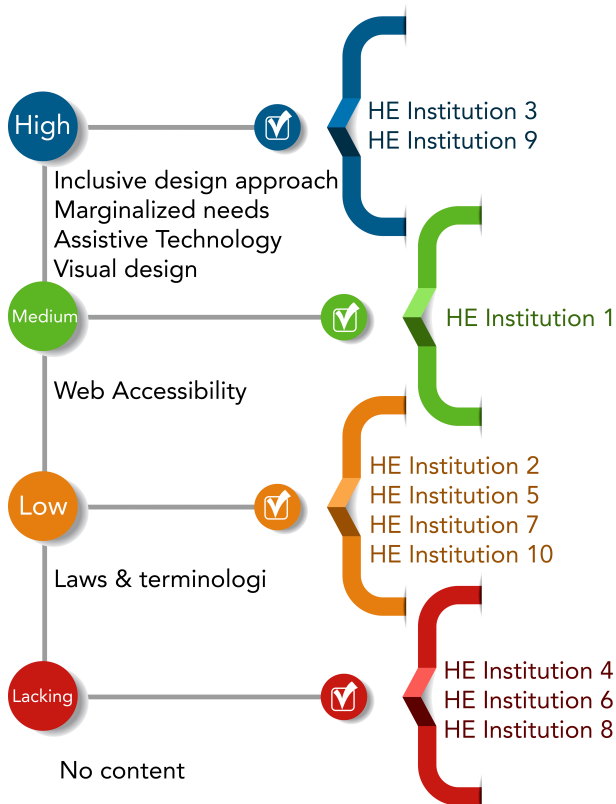 High
HE Institution 3
HE Institution 9
Inclusive design approach
Marginalized needs
Assistive Technology
Visual design
Medium
HE Institution 1
Web Accessibility
Low
HE Institution 2
HE Institution 5
HE Institution 7
HE Institution 10
Laws & terminologi
Lacking
HE Institution 4
HE Institution 6
HE Institution 8
No content